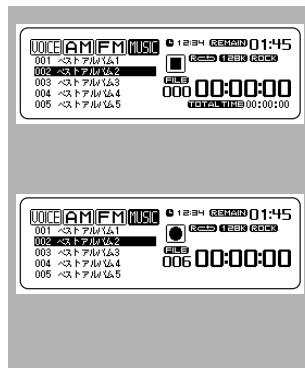 VOICE AM FM MUSIC 12:34 REMAIN 01:45
001 ベストアルバム1
002 ベストアルバム2
003 ベストアルバム3
004 ベストアルバム4
005 ベストアルバム5
128K ROCK
FILE
000 00:00:00
TOTAL TIME 00:00:00
VOICE AM FM MUSIC 12:34 REMAIN 01:45
001 ベストアルバム1
002 ベストアルバム2
003 ベストアルバム3
004 ベストアルバム4
005 ベストアルバム5
128K ROCK
FILE
006 00:00:00